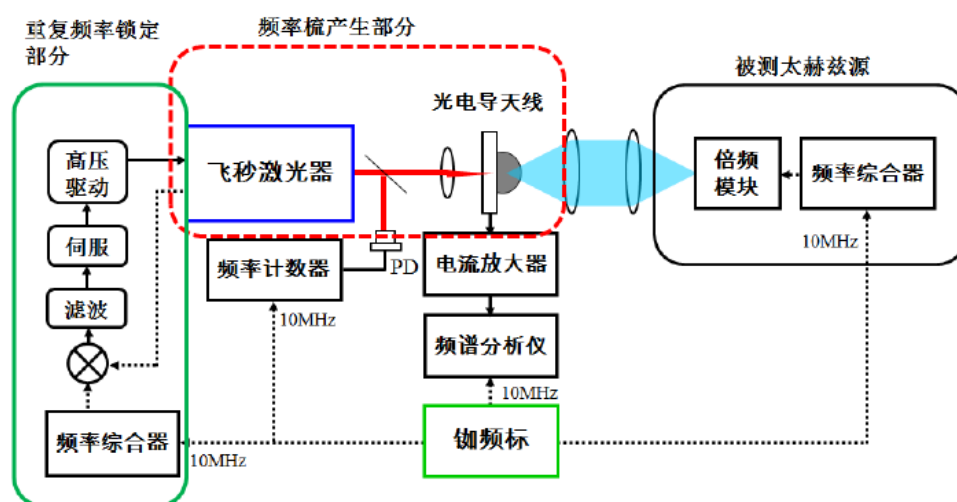 重复频率锁定
部分
频率梳产生部分
被测太赫兹源
光电导天线
高压
驱动
飞秒激光器
倍频
模块
频率综合器
伺服
频率计数器
PD
电流放大器
10MHz
滤波
10MHz
频谱分析仪
10MHz
频率综合器
10MHz
铷频标